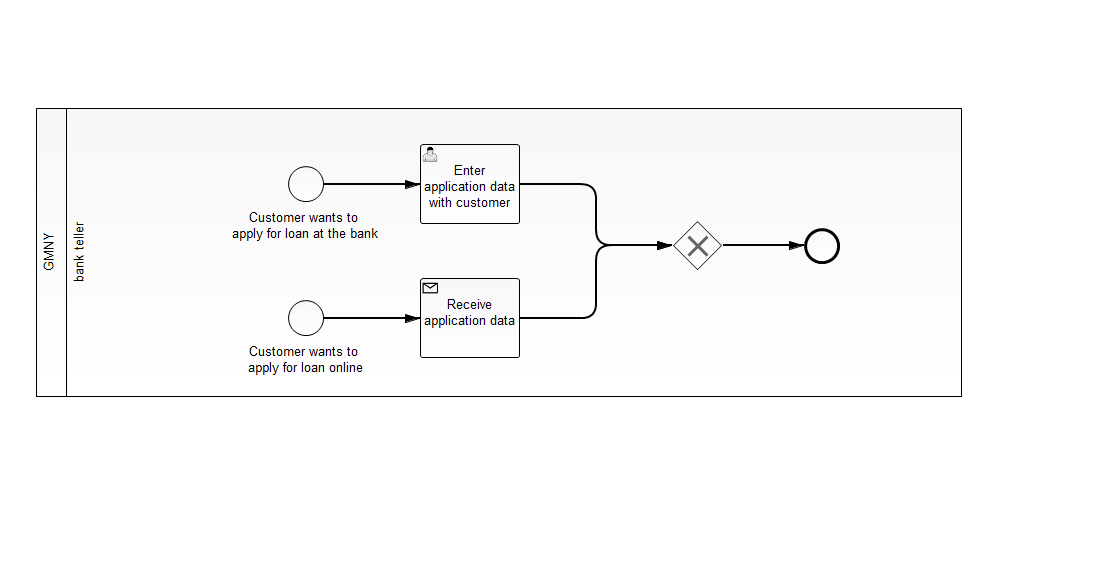 GMNY
bank teller
Enter
application data
with customer
Customer wants to
apply for loan at the bank
Receive
application data
Customer wants to
apply for loan online